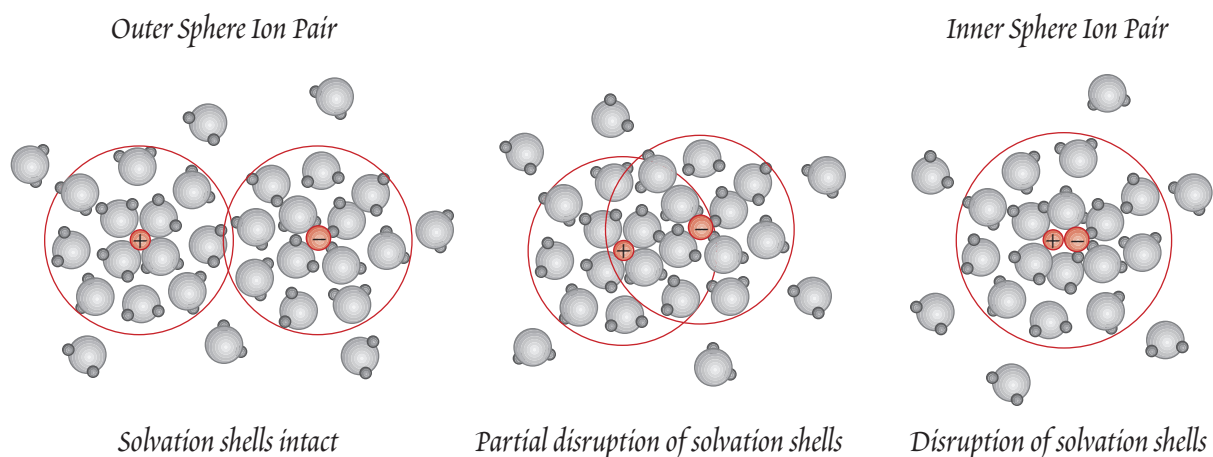 Outer Sphere Ion Pair
Inner Sphere Ion Pair
+
−
+
−
+
−
Solvation shells intact
Partial disruption of solvation shells
Disruption of solvation shells